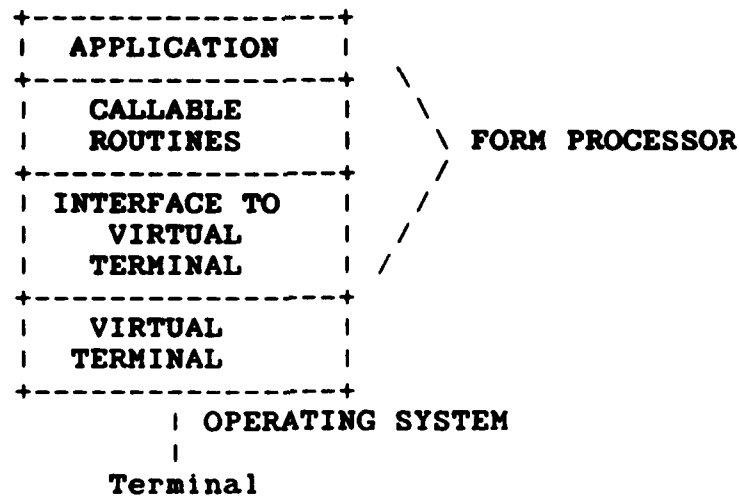 APPLICATION
CALLABLE
ROUTINES
FORM PROCESSOR
INTERFACE TO
VIRTUAL
TERMINAL
VIRTUAL
TERMINAL
OPERATING SYSTEM
Terminal